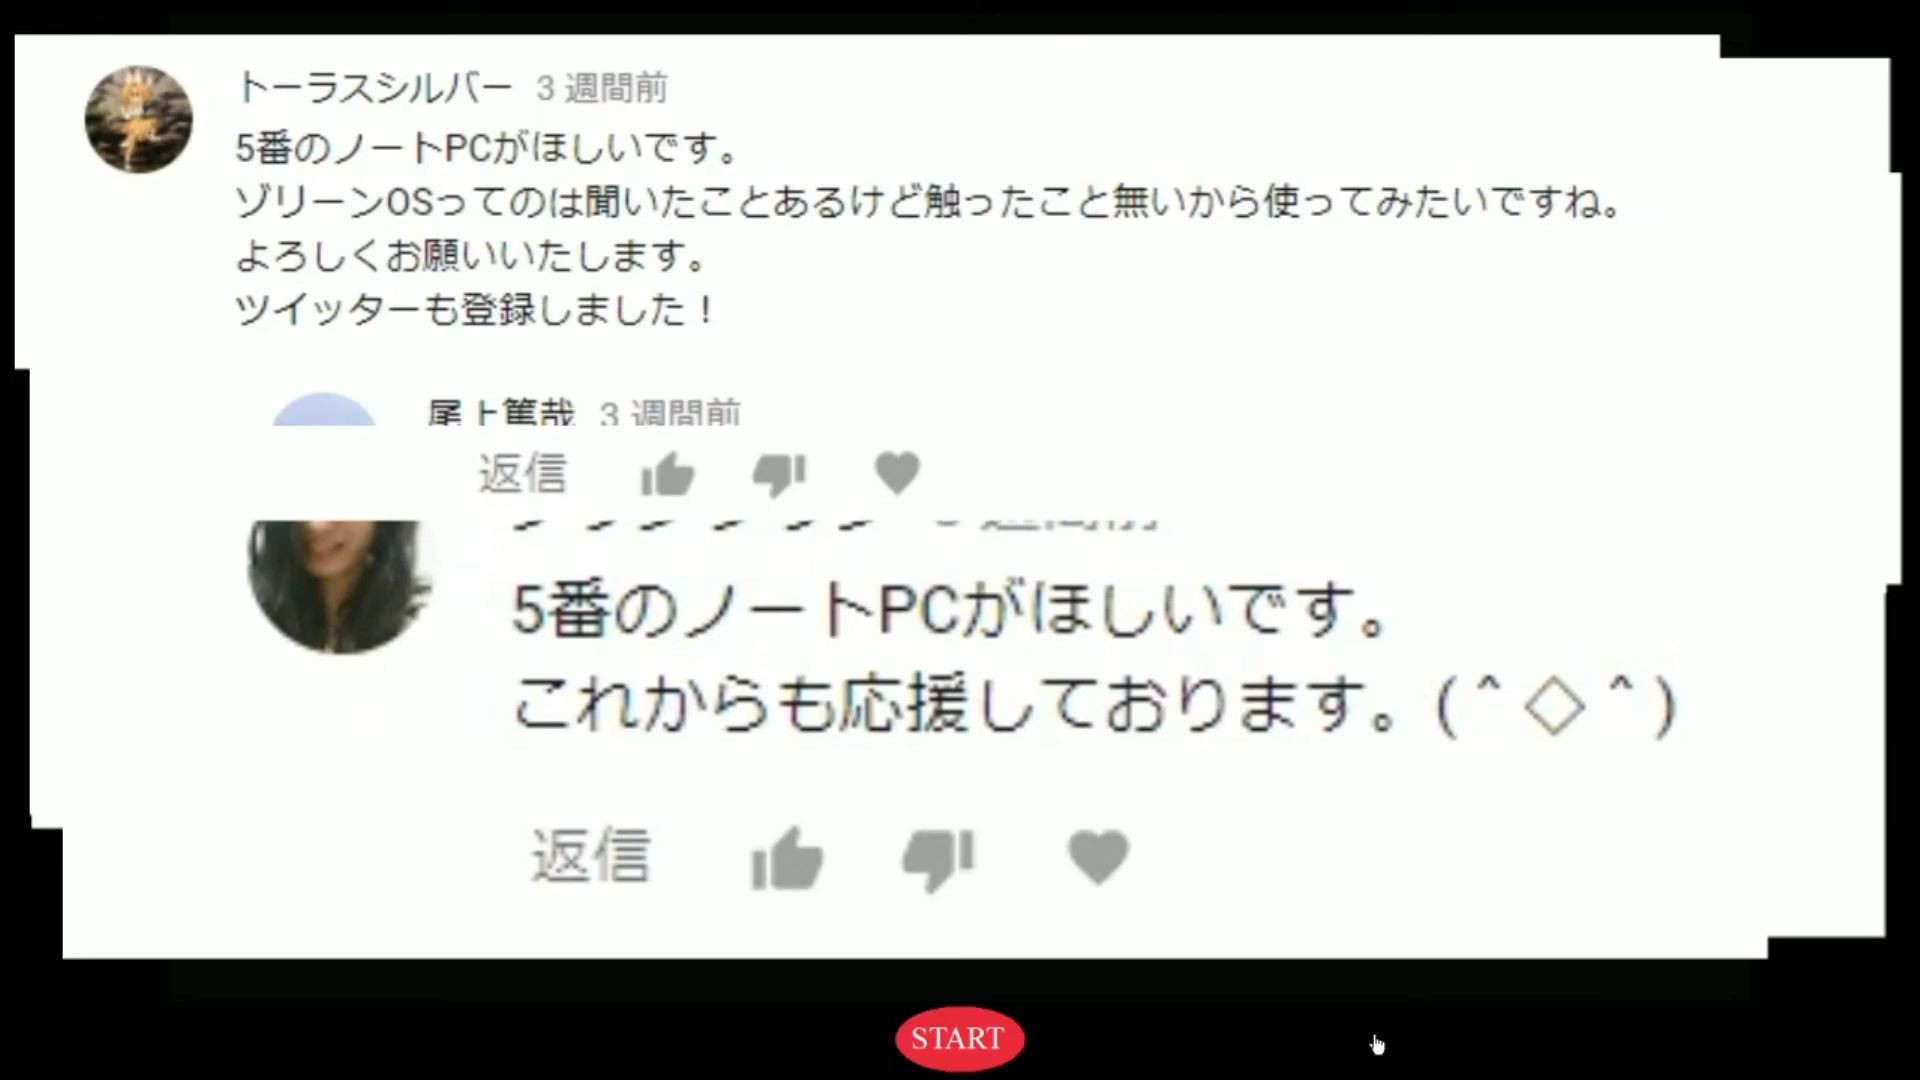 トーラスシルバー 3 週間前
5番のノートPCがほしいです。
ゾリーンOSってのは聞いたことあるけど触ったこと無いから使ってみたいですね。
よろしくお願いいたします。
ツイッターも登録しました！
尾上篤哉 3 週間前
返信
5番のノートPCがほしいです。
これからも応援しております。(＾◇＾)
返信
START